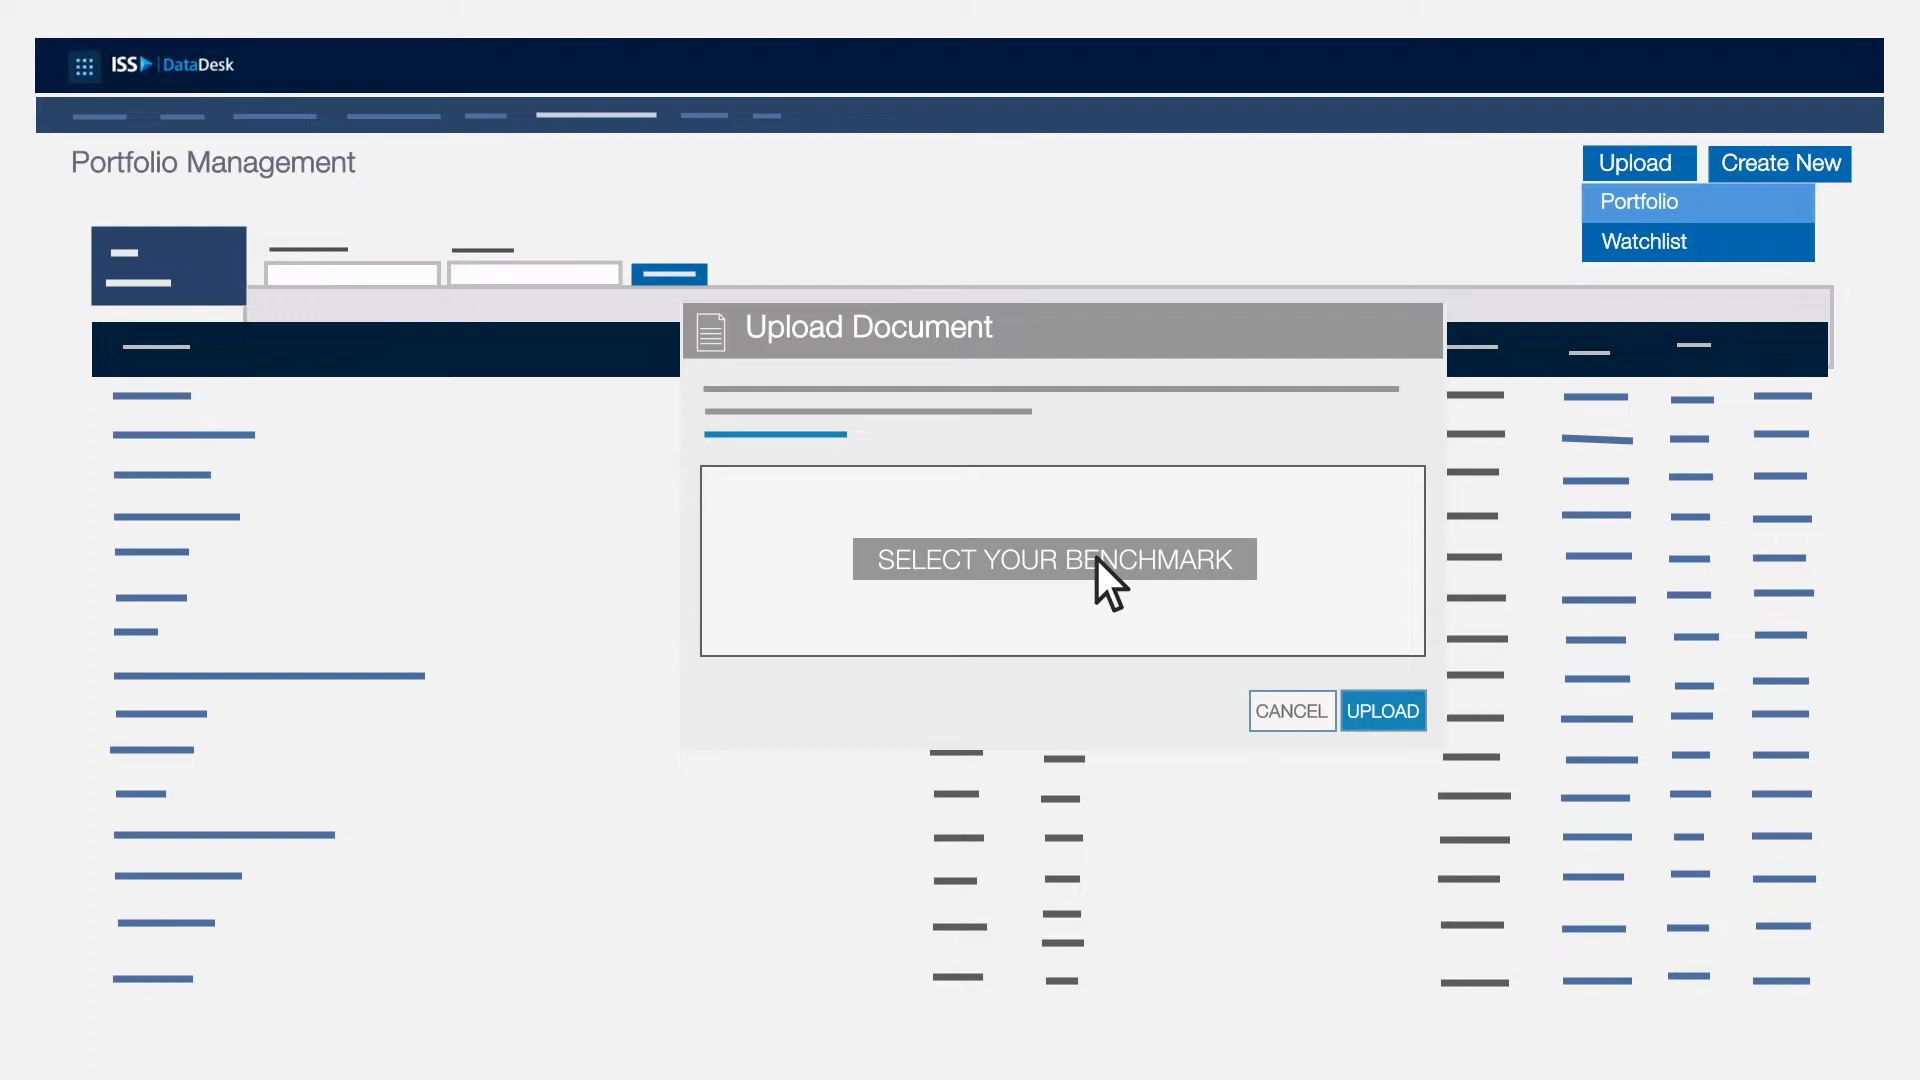 ISS | DataDesk
Portfolio Management
Upload
Create New
Portfolio
Watchlist
Upload Document
SELECT YOUR BENCHMARK
CANCEL
UPLOAD